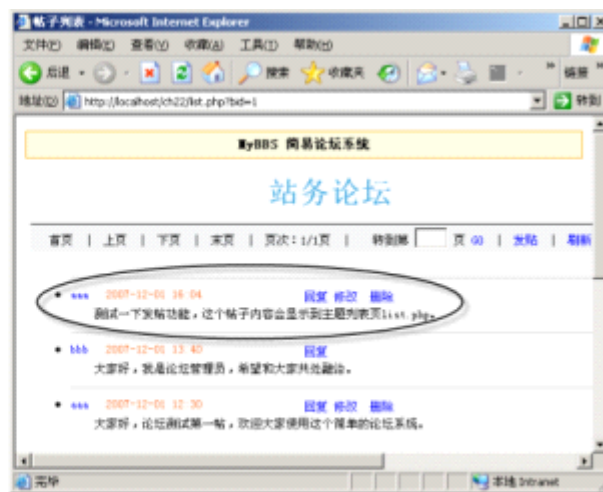 帖子列表 - Microsoft Internet Explorer
文件(F) 编辑(E) 查看(V) 收藏(A) 工具(T) 帮助(H)
后退 搜索 收藏夹 链接 »
地址(D) http://localhost/ch22/list.php?bid=1 转到
MyBBS 简易论坛系统
站务论坛
首页 | 上页 | 下页 | 末页 | 页次:1/1页 | 转到第 页 GO | 发贴 | 刷新
aaa 2007-12-01 16:04 回复 修改 删除
测试一下发帖功能,这个帖子内容会显示到主题列表页list.php。
bbb 2007-12-01 13:40 回复
大家好,我是论坛管理员,希望和大家共处融洽。
aaa 2007-12-01 12:30 回复 修改 删除
大家好,论坛测试第一帖,欢迎大家使用这个简单的论坛系统。
完毕 本地 Intranet